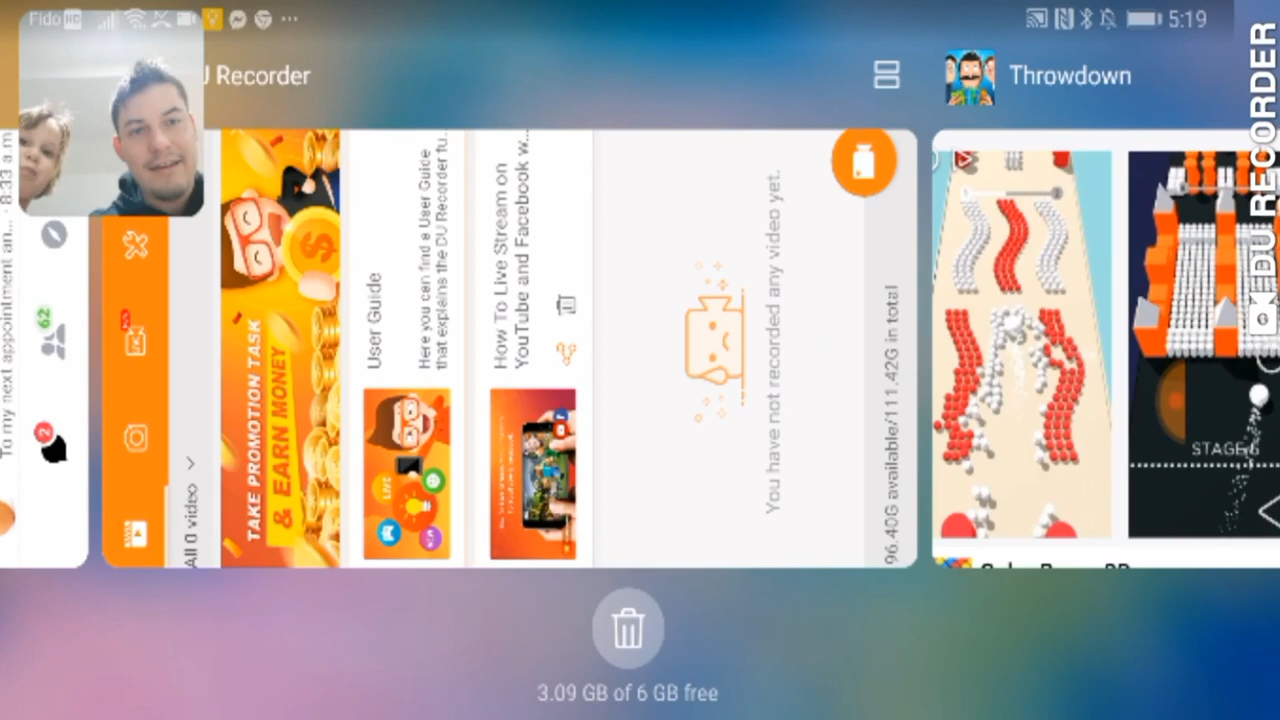 Fido HD
5:19
J Recorder
Throwdown
To my next appointment an... · 8:33 a.m
62
2
All 0 video
TAKE PROMOTION TASK
& EARN MONEY
User Guide
Here you can find a User Guide
that explains the DU Recorder fu..
LIVE
How To Live Stream on
YouTube and Facebook w...
You have not recorded any video yet.
96.40G available/111.42G in total
STAGE 6
3.09 GB of 6 GB free
DU RECORDER